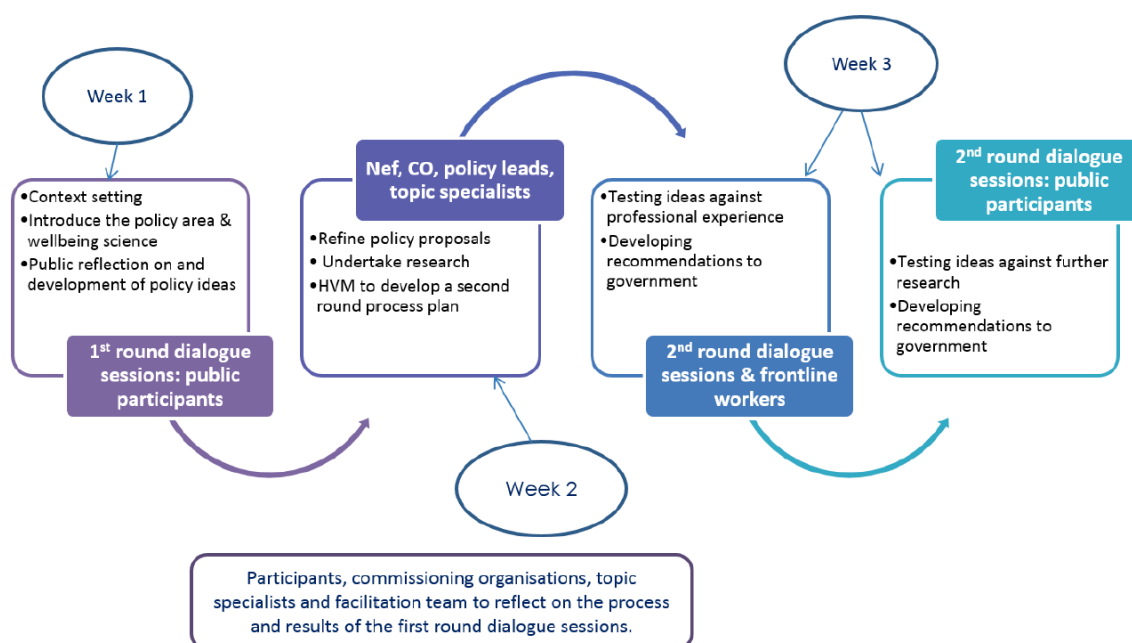 Week 1
•Context setting
•Introduce the policy area &
wellbeing science
•Public reflection on and
development of policy ideas
1st round dialogue
sessions: public
participants
Nef, CO, policy leads,
topic specialists
•Refine policy proposals
• Undertake research
•HVM to develop a second
round process plan
Week 2
Week 3
•Testing ideas against
professional experience
•Developing
recommendations to
government
2nd round dialogue
sessions & frontline
workers
2nd round dialogue
sessions: public
participants
•Testing ideas against further
research
•Developing
recommendations to
government
Participants, commissioning organisations, topic
specialists and facilitation team to reflect on the process
and results of the first round dialogue sessions.